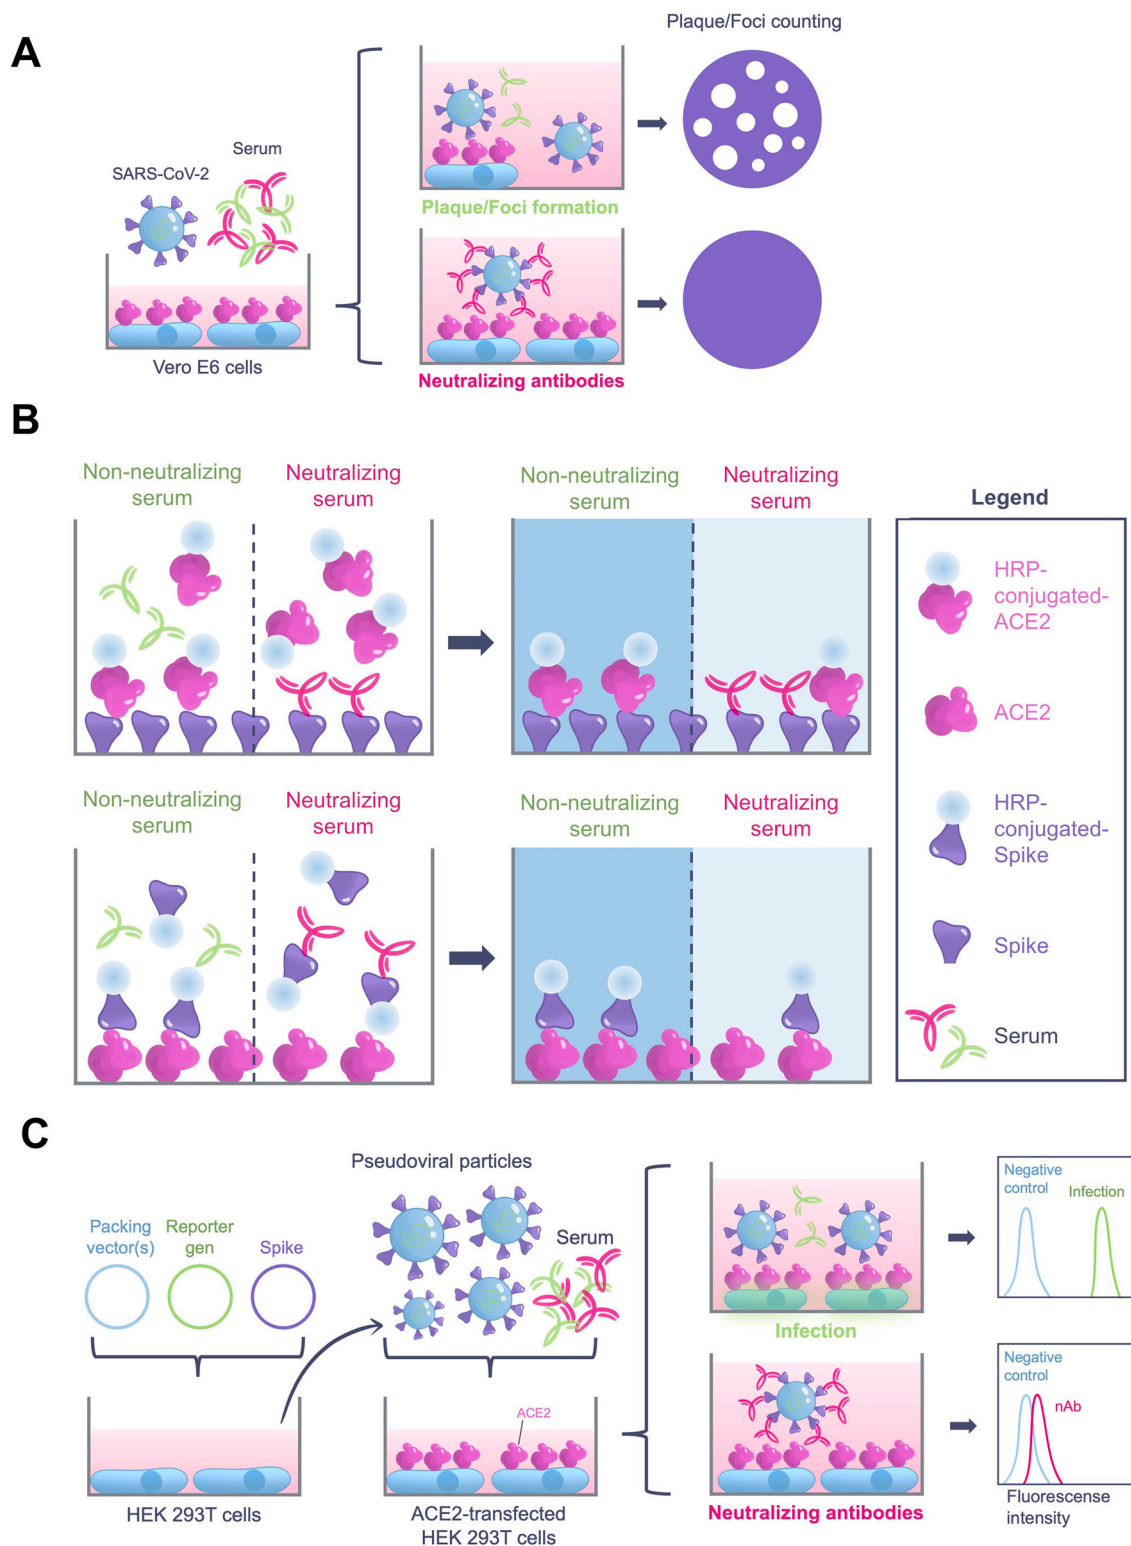 A
Plaque/Foci counting
Serum
SARS-CoV-2
Plaque/Foci formation
Vero E6 cells
Neutralizing antibodies
B
Non-neutralizing
serum
Neutralizing
serum
Non-neutralizing
serum
Neutralizing
serum
Legend
HRP-
conjugated-
ACE2
ACE2
HRP-
conjugated-
Spike
Spike
Serum
Non-neutralizing
serum
Neutralizing
serum
Non-neutralizing
serum
Neutralizing
serum
C
Pseudoviral particles
Packing
vector(s)
Reporter
gen
Spike
Serum
Infection
Negative
control
Infection
ACE2
HEK 293T cells
ACE2-transfected
HEK 293T cells
Neutralizing antibodies
Negative
control
nAb
Fluorescense
intensity